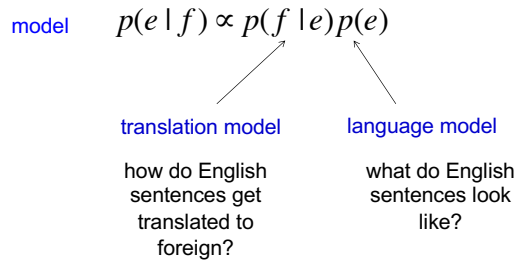 model p(e | f) ∝ p(f | e)p(e)
translation model
language model
how do English
sentences get
translated to
foreign?
what do English
sentences look
like?